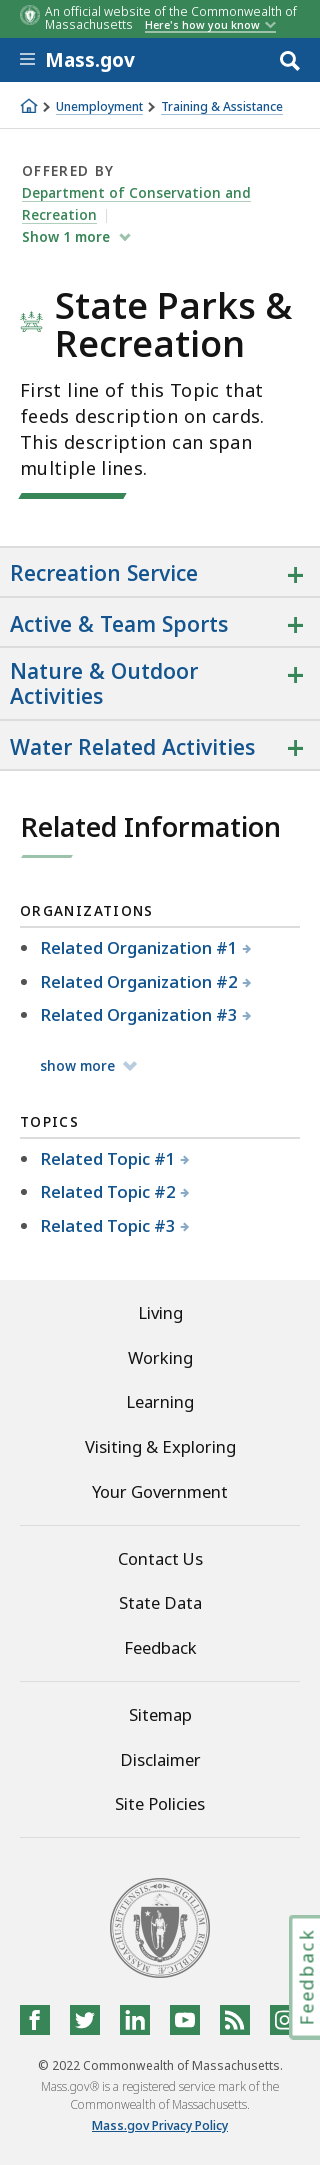 An official website of the Commonwealth of
Massachusetts Here's how you know
Mass.gov
Unemployment Training & Assistance
OFFERED BY
Department of Conservation and
Recreation
Show 1 more
State Parks &
Recreation
First line of this Topic that
feeds description on cards.
This description can span
multiple lines.
Recreation Service
Active & Team Sports
Nature & Outdoor
Activities
Water Related Activities
Related Information
ORGANIZATIONS
Related Organization #1
Related Organization #2
Related Organization #3
show more
TOPICS
Related Topic #1
Related Topic #2
Related Topic #3
Living
Working
Learning
Visiting & Exploring
Your Government
Contact Us
State Data
Feedback
Sitemap
Disclaimer
Site Policies
Feedback
© 2022 Commonwealth of Massachusetts.
Mass.gov® is a registered service mark of the
Commonwealth of Massachusetts.
Mass.gov Privacy Policy